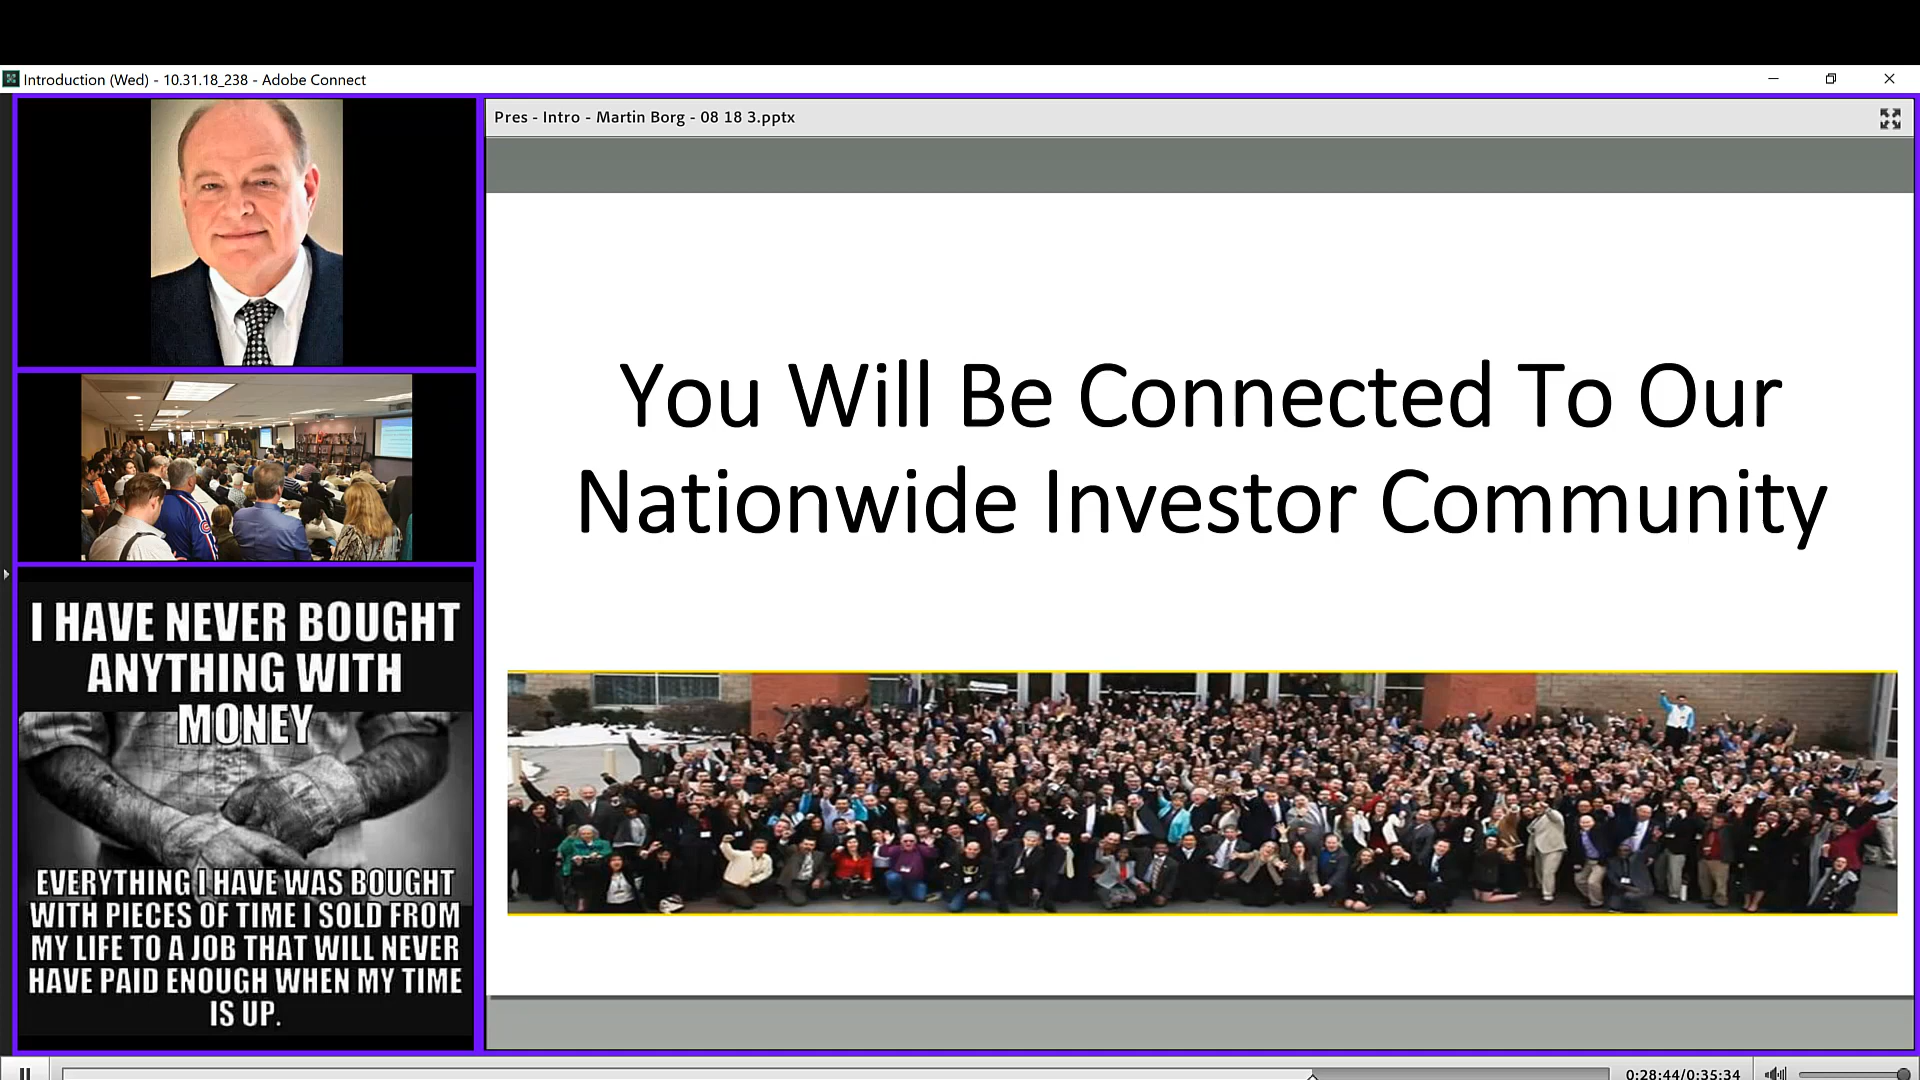 Introduction (Wed) - 10.31.18_238 - Adobe Connect
Pres - Intro - Martin Borg - 08 18 3.pptx
You Will Be Connected To Our
Nationwide Investor Community
I HAVE NEVER BOUGHT
ANYTHING WITH
MONEY
EVERYTHING I HAVE WAS BOUGHT
WITH PIECES OF TIME I SOLD FROM
MY LIFE TO A JOB THAT WILL NEVER
HAVE PAID ENOUGH WHEN MY TIME
IS UP.
0:28:44/0:35:34